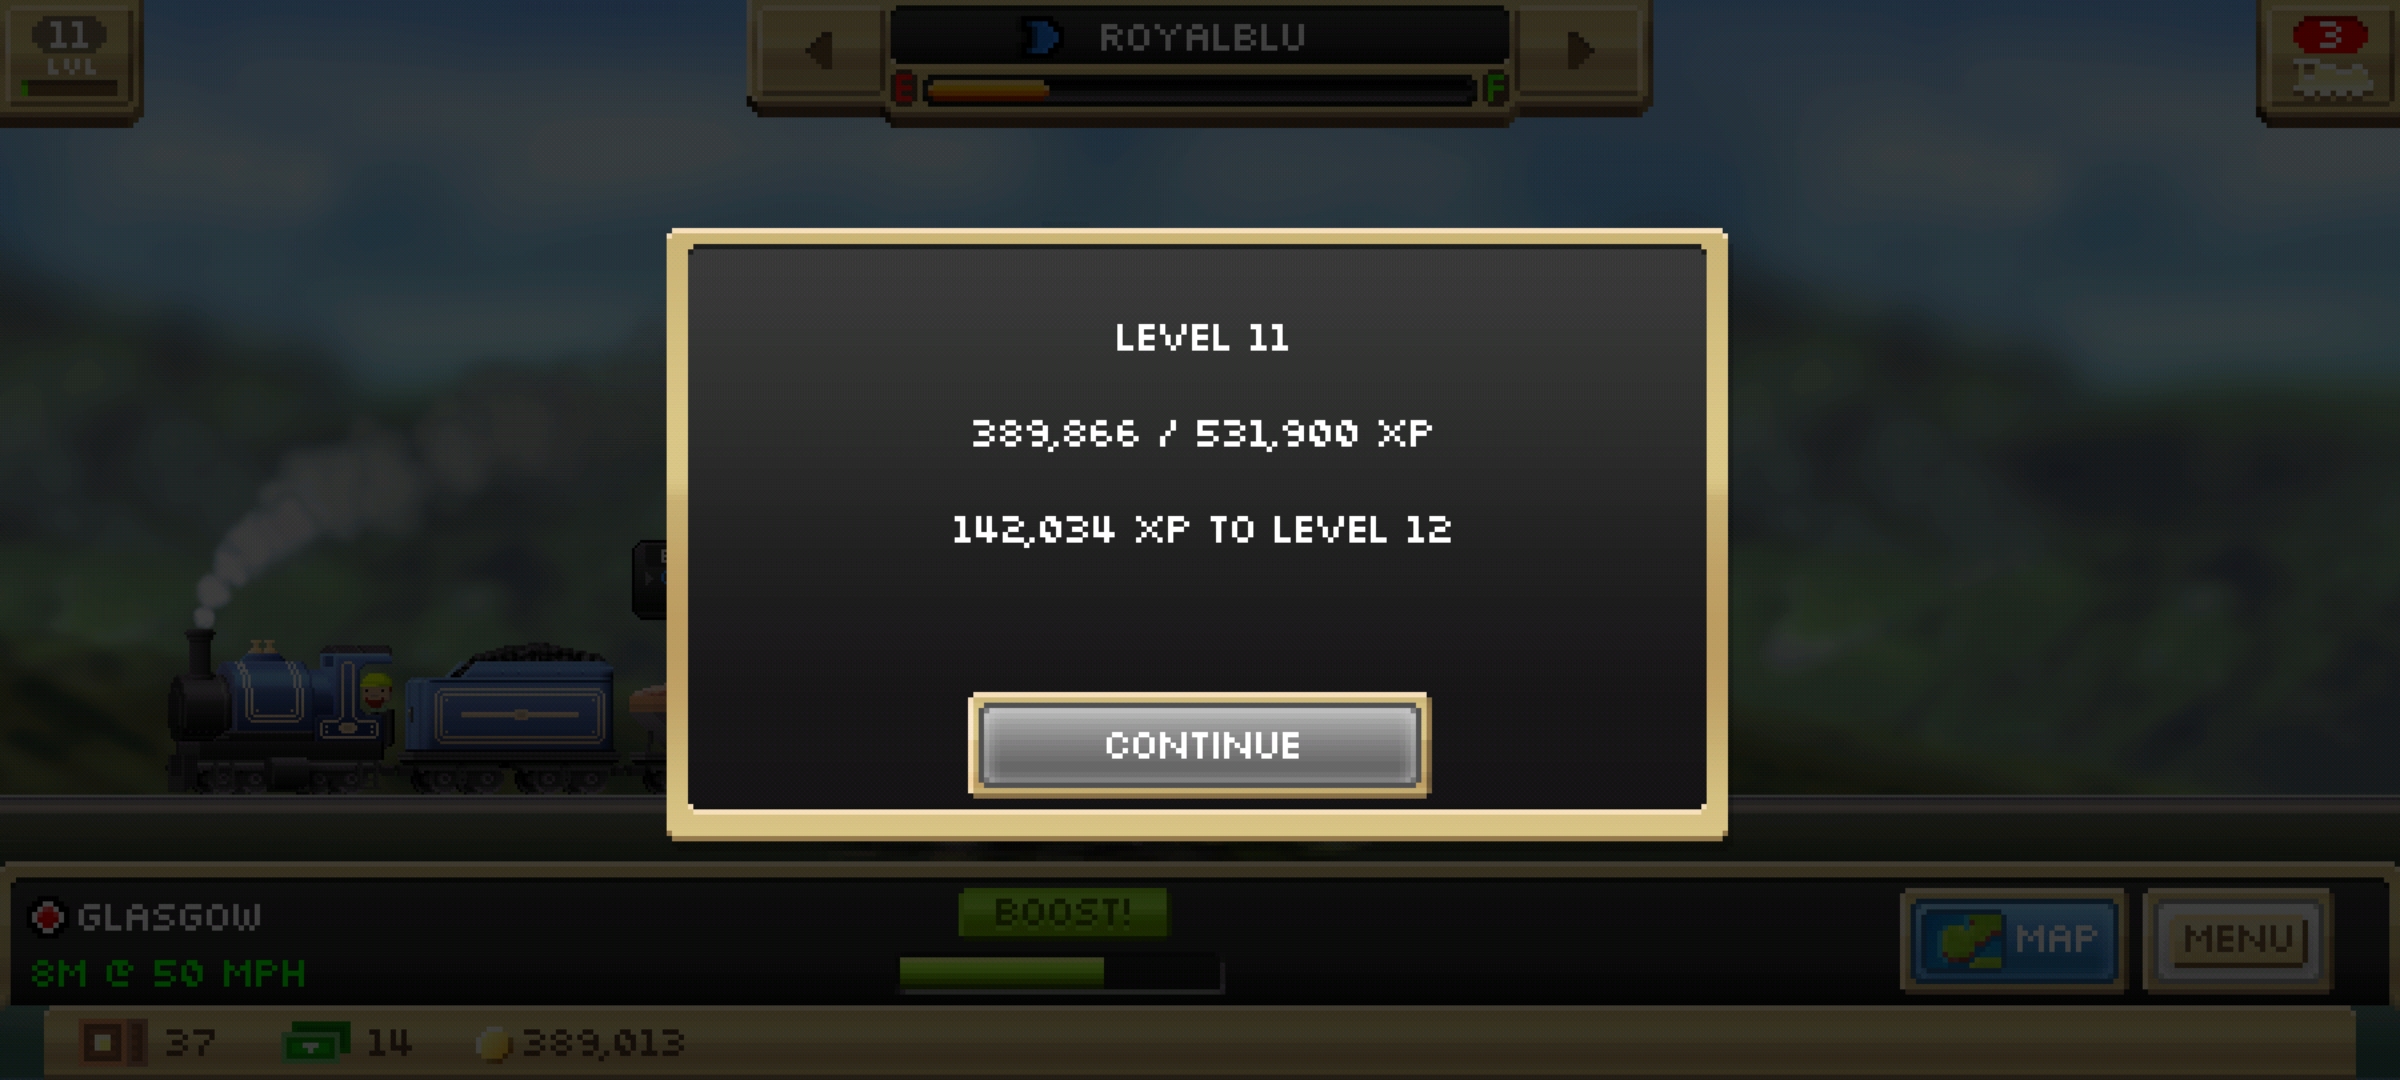 11
LVL
ROYALBLU
E F
3
LEVEL 11
389,866 / 531,900 XP
142,034 XP TO LEVEL 12
CONTINUE
GLASGOW
8M @ 50 MPH
BOOST!
MAP
MENU
37
14
389,013